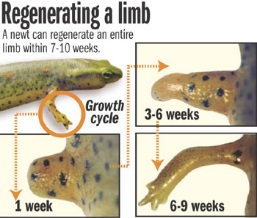 Regenerating a limb
A newt can regenerate an entire
limb within 7-10 weeks.
Growth
cycle
3-6 weeks
1 week
6-9 weeks